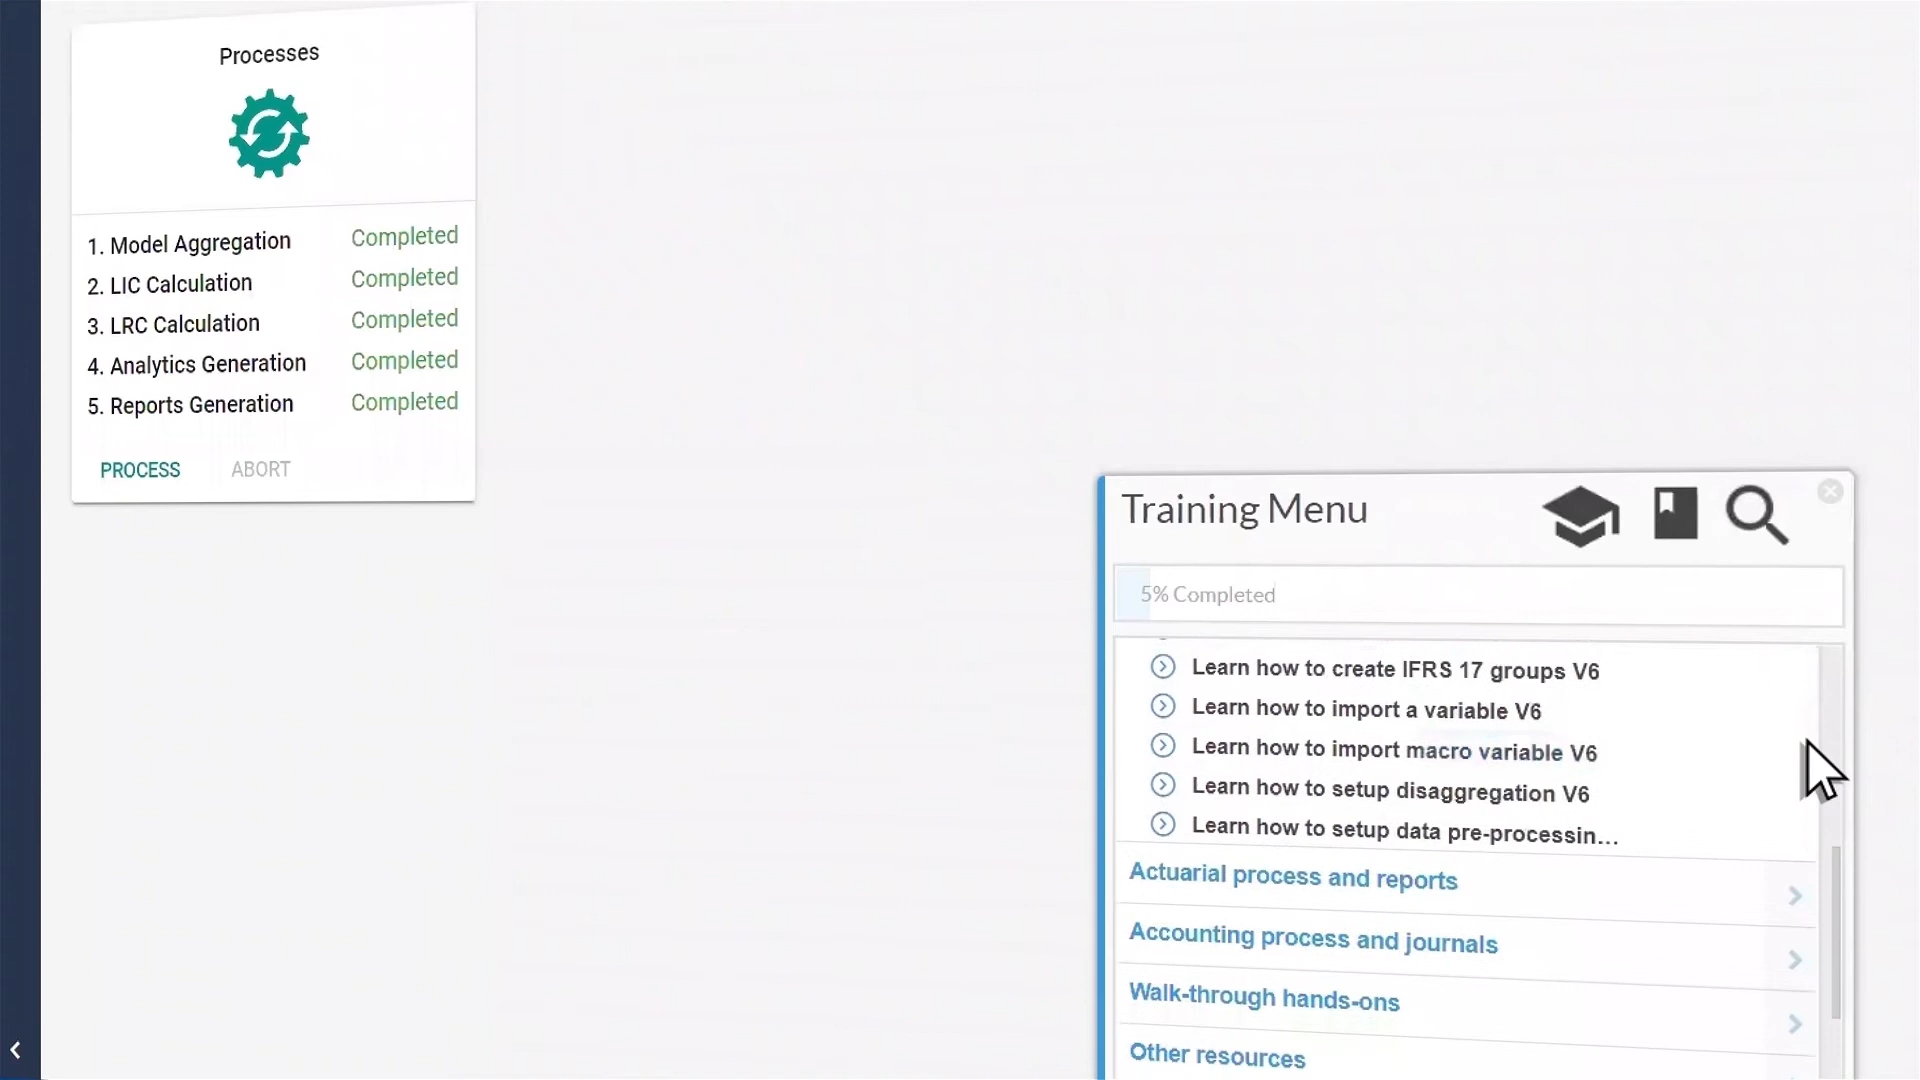 Processes
1. Model Aggregation Completed
2. LIC Calculation Completed
3. LRC Calculation Completed
4. Analytics Generation Completed
5. Reports Generation Completed
PROCESS ABORT
Training Menu
5% Completed
Learn how to create IFRS 17 groups V6
Learn how to import a variable V6
Learn how to import macro variable V6
Learn how to setup disaggregation V6
Learn how to setup data pre-processin...
Actuarial process and reports
Accounting process and journals
Walk-through hands-ons
Other resources